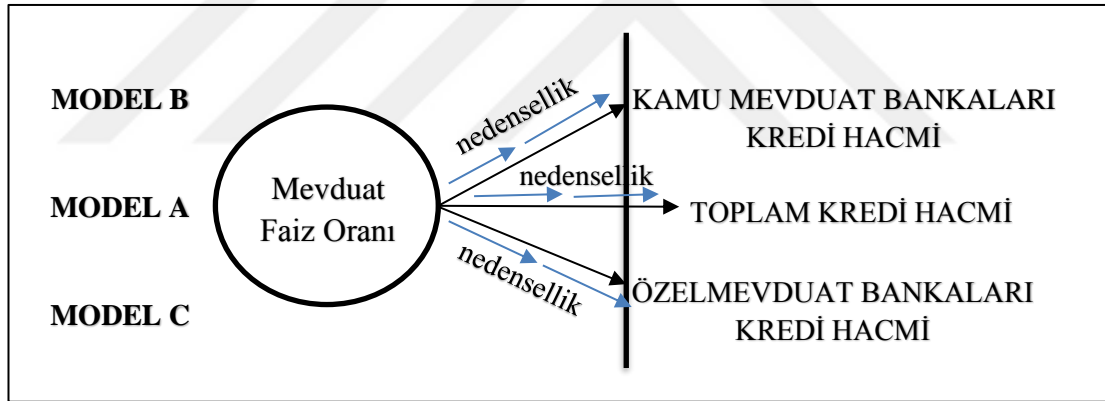 MODEL B
nedensellik
KAMU MEVDUAT BANKALARI
KREDİ HACMİ
MODEL A
Mevduat
Faiz Oranı
nedensellik
TOPLAM KREDİ HACMİ
MODEL C
nedensellik
ÖZELMEVDUAT BANKALARI
KREDİ HACMİ